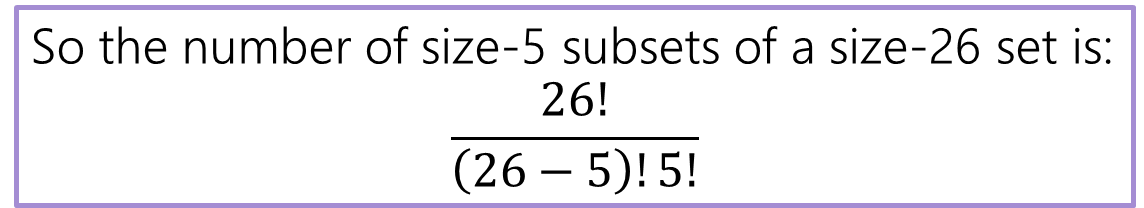 So the number of size-5 subsets of a size-26 set is:
26!
(26 − 5)! 5!